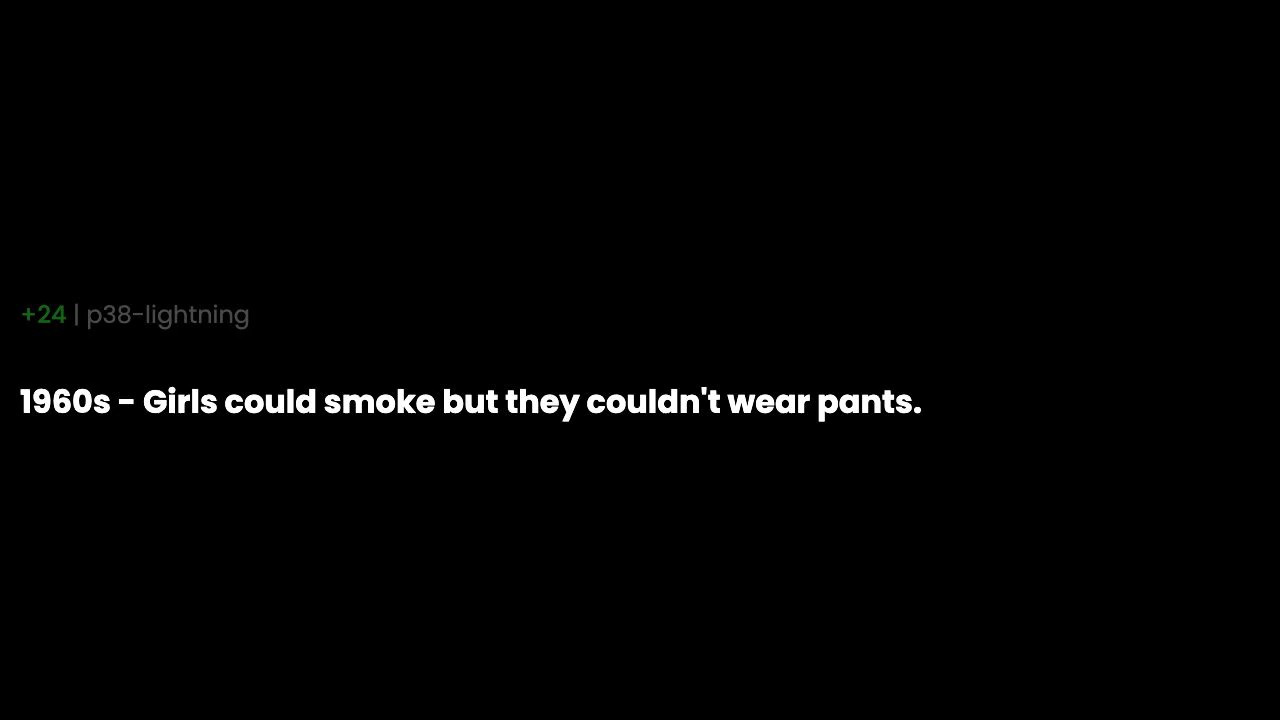 +24 | p38-lightning
1960s - Girls could smoke but they couldn't wear pants.